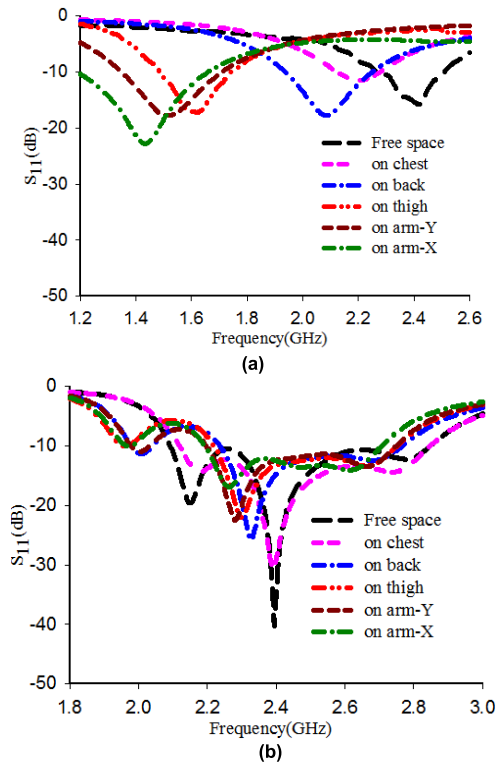 0
-10
-20
-30
-40
-50
S11(dB)
Free space
on chest
on back
on thigh
on arm-Y
on arm-X
1.2 1.4 1.6 1.8 2.0 2.2 2.4 2.6
Frequency(GHz)
(a)
0
-10
-20
-30
-40
-50
S11(dB)
Free space
on chest
on back
on thigh
on arm-Y
on arm-X
1.8 2.0 2.2 2.4 2.6 2.8 3.0
Frequency(GHz)
(b)